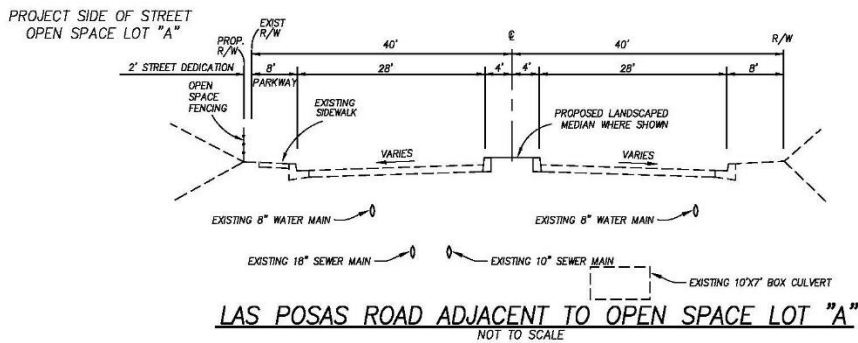 PROJECT SIDE OF STREET
OPEN SPACE LOT "A"
EXIST
R/W
PROP.
R/W
40'
℄
40'
R/W
2' STREET DEDICATION
8'
28'
4'
4'
28'
8'
PARKWAY
OPEN
SPACE
FENCING
EXISTING
SIDEWALK
PROPOSED LANDSCAPED
MEDIAN WHERE SHOWN
VARIES
VARIES
EXISTING 8" WATER MAIN
EXISTING 8" WATER MAIN
EXISTING 18" SEWER MAIN
EXISTING 10" SEWER MAIN
EXISTING 10'X7' BOX CULVERT
LAS POSAS ROAD ADJACENT TO OPEN SPACE LOT "A"
NOT TO SCALE